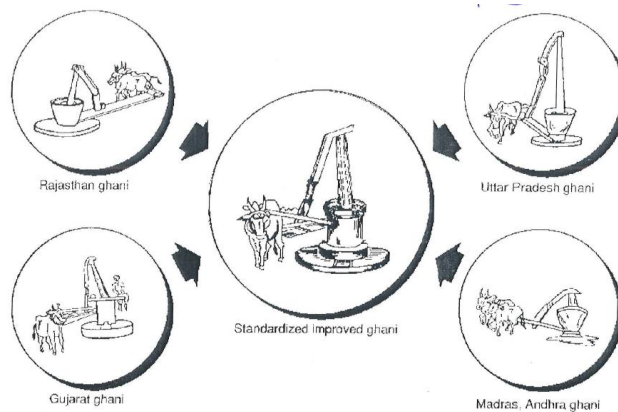 Rajasthan ghani
Uttar Pradesh ghani
Standardized improved ghani
Gujarat ghani
Madras, Andhra ghani